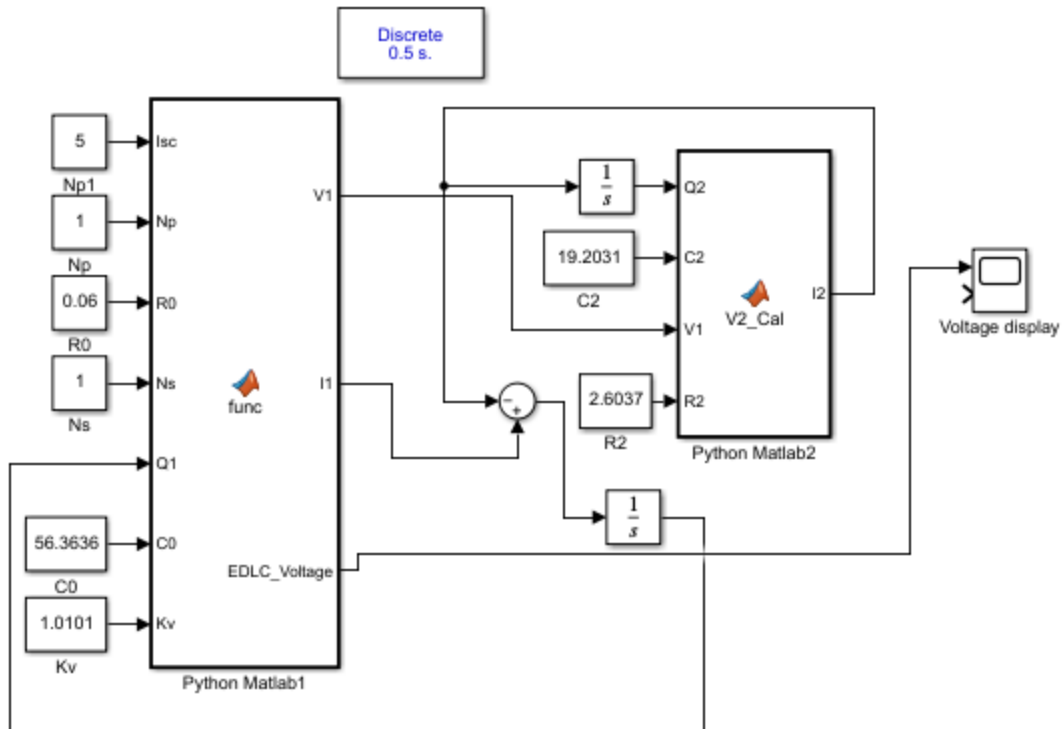 Discrete
0.5 s.
5
Np1
1
Np
0.06
R0
1
Ns
56.3636
C0
1.0101
Kv
Isc
Np
R0
Ns
Q1
C0
Kv
func
V1
I1
EDLC_Voltage
Python Matlab1
1
s
19.2031
C2
2.6037
R2
− +
1
s
Q2
C2
V1
R2
V2_Cal
I2
Python Matlab2
Voltage display